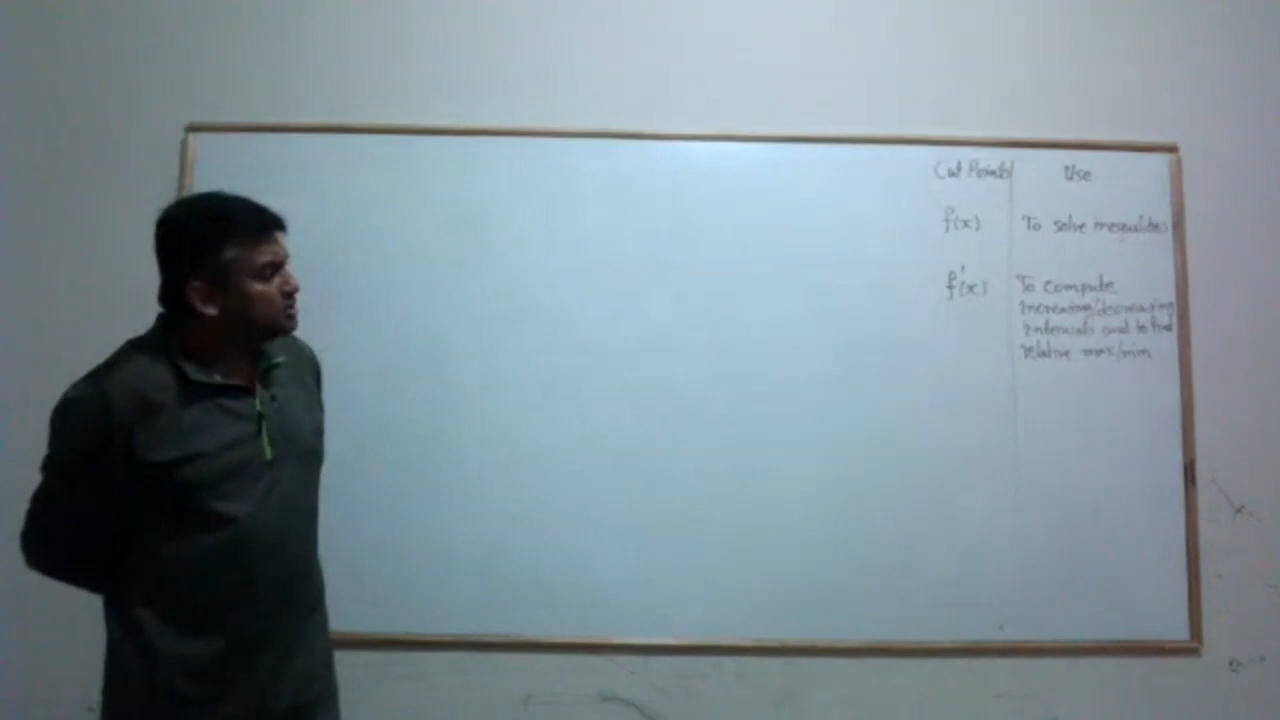 Cut Points Use
f(x) To solve inequalities
f'(x) To compute
increasing/decreasing
intervals and to find
relative max/min